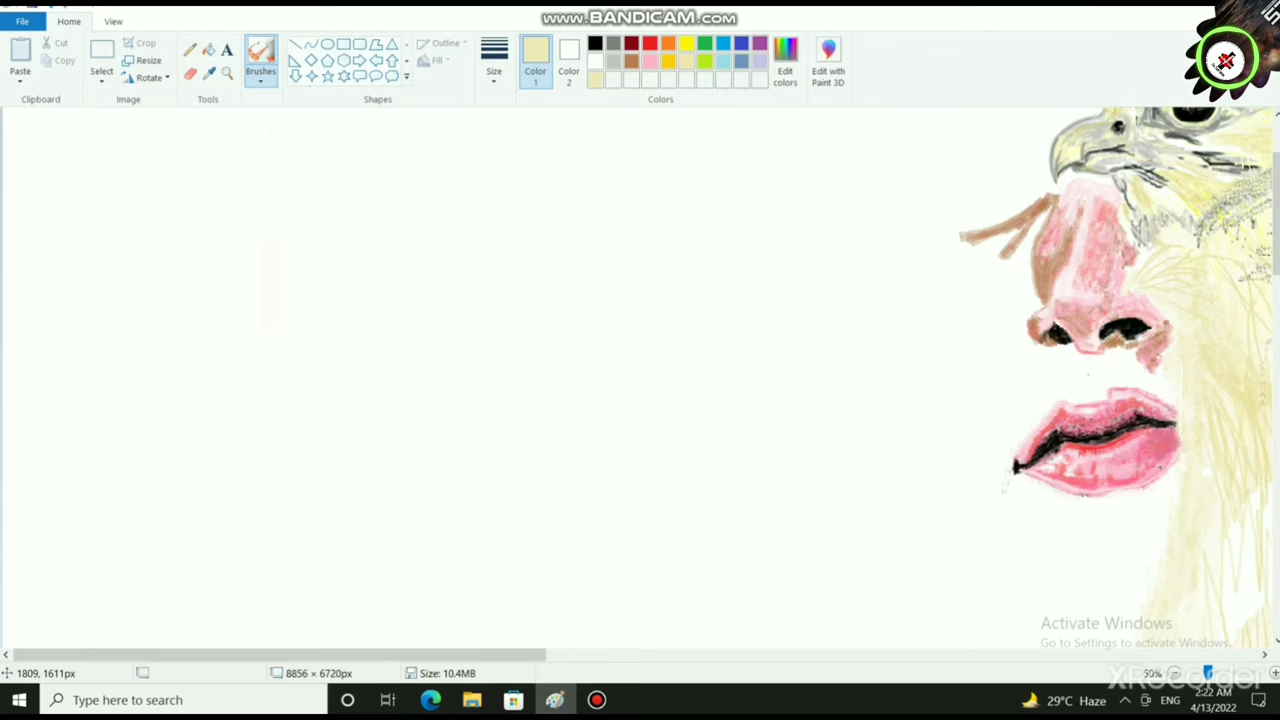 www.BANDICAM.com
File Home View
Paste
Cut
Copy
Clipboard
Select
Crop
Resize
Rotate
Image
A
Tools
Brushes
Shapes
Outline
Fill
Size
Color 1
Color 2
Colors
Edit colors
Edit with Paint 3D
Activate Windows
Go to Settings to activate Windows.
1809, 1611px
8856 × 6720px
Size: 10.4MB
XRecorder
Type here to search
29°C Haze
ENG
2:22 AM
4/13/2022